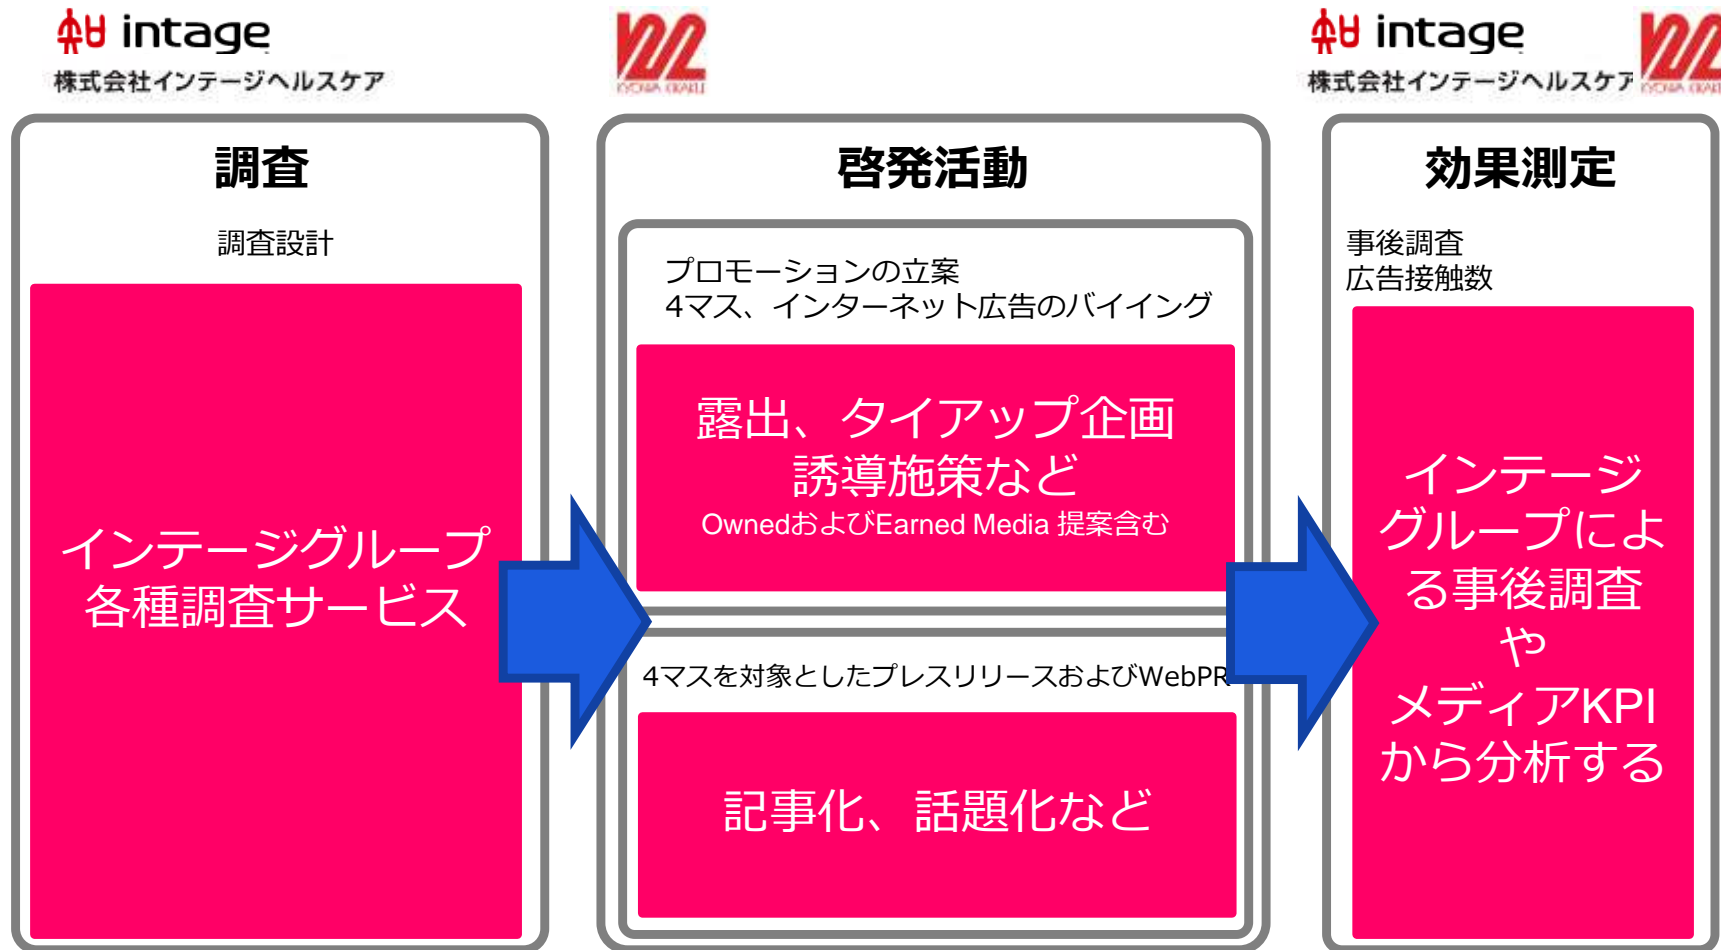 intage
株式会社インテージヘルスケア
intage
株式会社インテージヘルスケア
調査
調査設計
インテージグループ
各種調査サービス
啓発活動
プロモーションの立案
4マス、インターネット広告のバイイング
露出、タイアップ企画
誘導施策など
OwnedおよびEarned Media 提案含む
4マスを対象としたプレスリリースおよびWebPR
記事化、話題化など
効果測定
事後調査
広告接触数
インテージ
グループによ
る事後調査
や
メディアKPI
から分析する